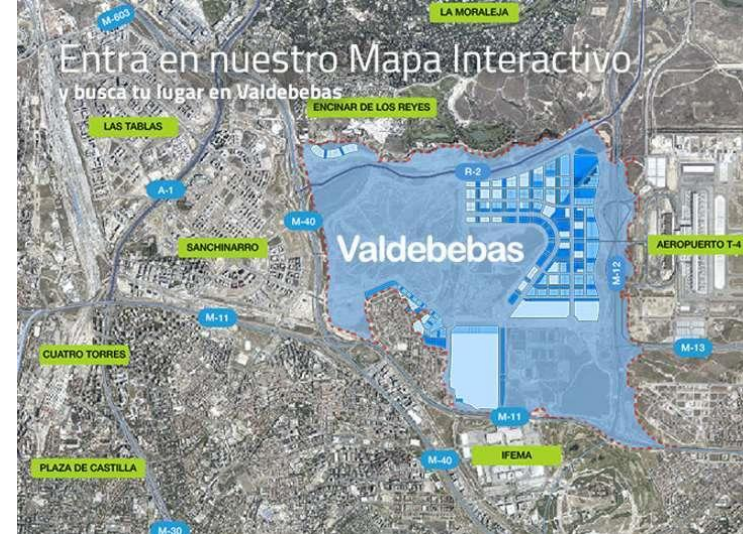 LA MORALEJA
M-603
Entra en nuestro Mapa Interactivo
y busca tu lugar en Valdebebas
ENCINAR DE LOS REYES
LAS TABLAS
R-2
A-1
M-40
SANCHINARRO
Valdebebas
AEROPUERTO T-4
M-12
M-11
M-13
CUATRO TORRES
M-11
IFEMA
M-40
PLAZA DE CASTILLA
M-30